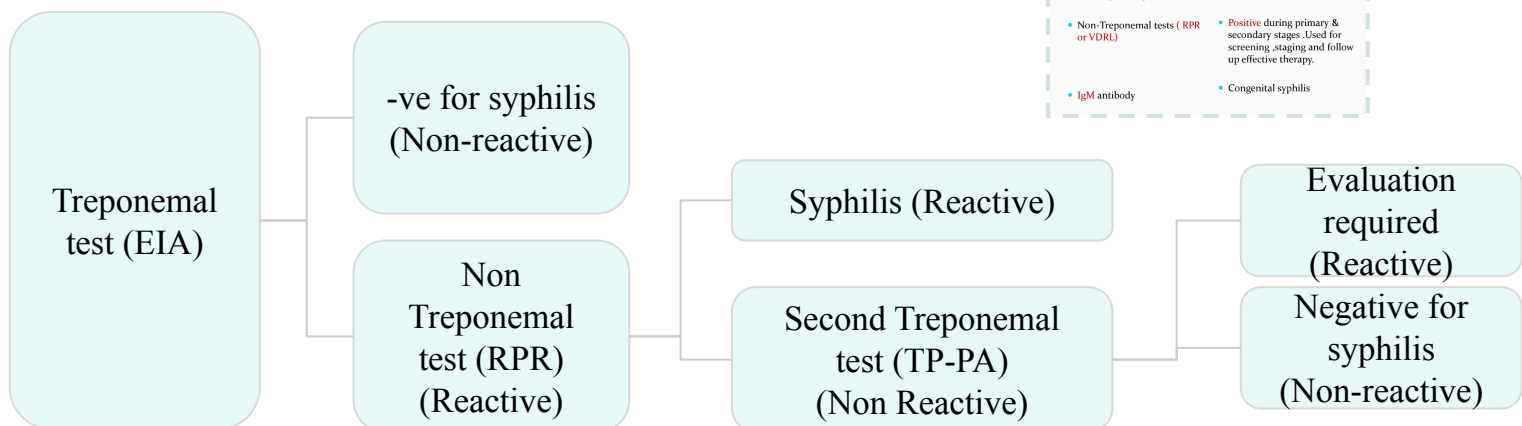 • Non-Treponemal tests ( RPR
or VDRL)
• Positive during primary &
secondary stages .Used for
screening ,staging and follow
up effective therapy.
• IgM antibody
• Congenital syphilis
Treponemal
test (EIA)
-ve for syphilis
(Non-reactive)
Non
Treponemal
test (RPR)
(Reactive)
Syphilis (Reactive)
Second Treponemal
test (TP-PA)
(Non Reactive)
Evaluation
required
(Reactive)
Negative for
syphilis
(Non-reactive)